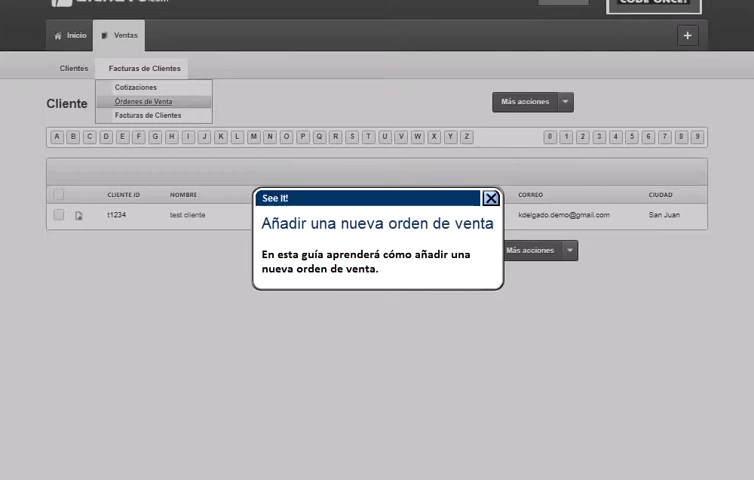 CODE ONCE!
Inicio
Ventas
+
Clientes
Facturas de Clientes
Cotizaciones
Órdenes de Venta
Facturas de Clientes
Cliente
Más acciones
A B C D E F G H I J K L M N O P Q R S T U V W X Y Z
0 1 2 3 4 5 6 7 8 9
CLIENTE ID NOMBRE CORREO CIUDAD
t1234 test cliente kdelgado.demo@gmail.com San Juan
See It!
Añadir una nueva orden de venta
En esta guía aprenderá cómo añadir una
nueva orden de venta.
Más acciones